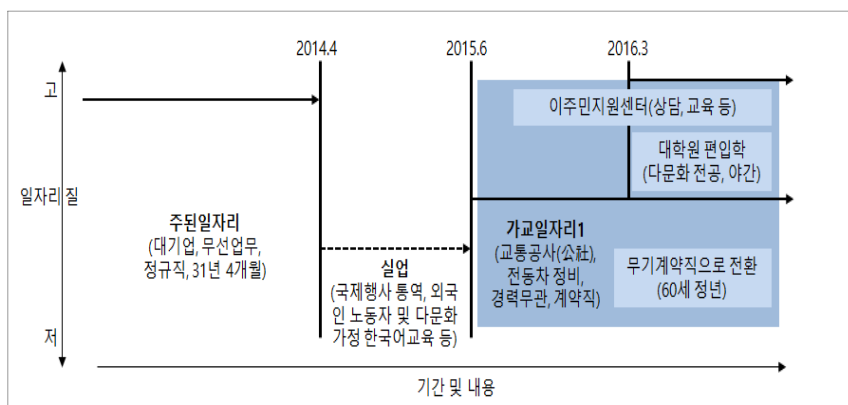 2014.4
2015.6
2016.3
고
이주민지원센터(상담, 교육 등)
대학원 편입학
(다문화 전공, 야간)
일자리 질
주된일자리
(대기업, 무선업무,
정규직, 31년 4개월)
가교일자리1
(교통공사(公社),
전동차 정비,
경력무관, 계약직)
실업
(국제행사 통역, 외국
인 노동자 및 다문화
가정 한국어교육 등)
무기계약직으로 전환
(60세 정년)
저
기간 및 내용